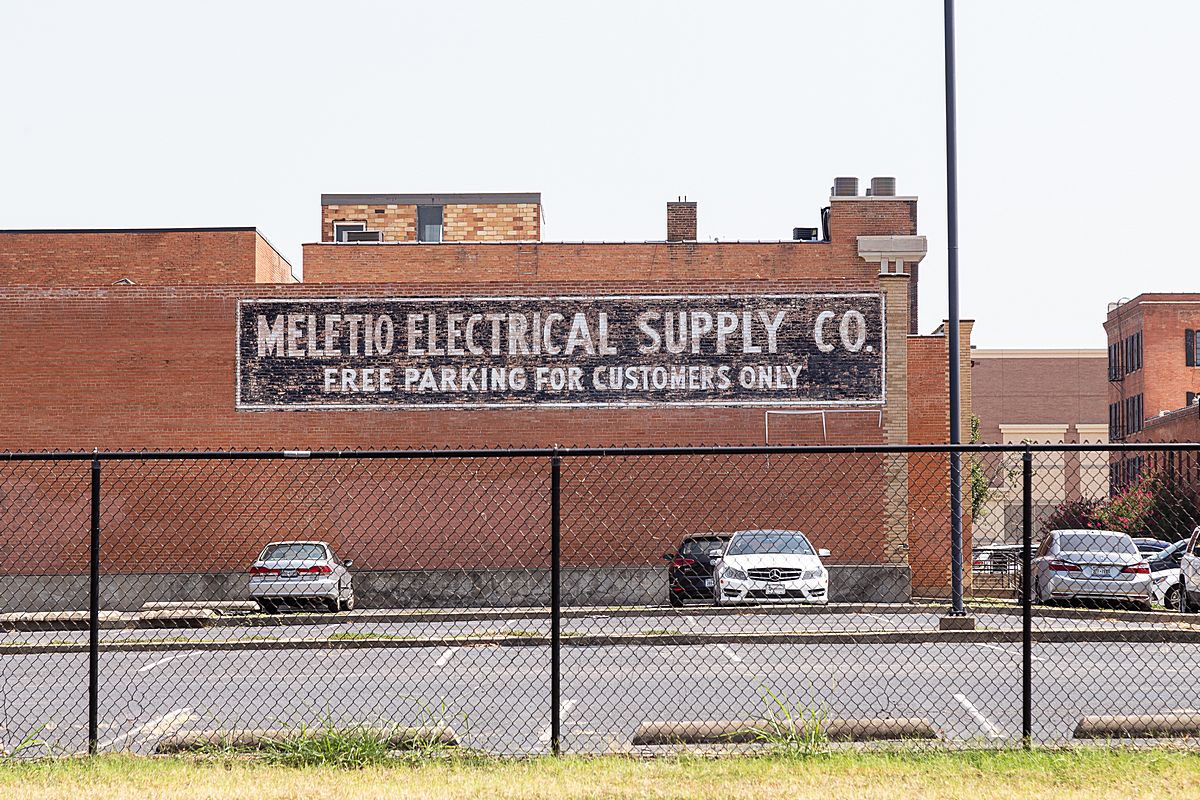 MELETIO ELECTRICAL SUPPLY CO.
FREE PARKING FOR CUSTOMERS ONLY